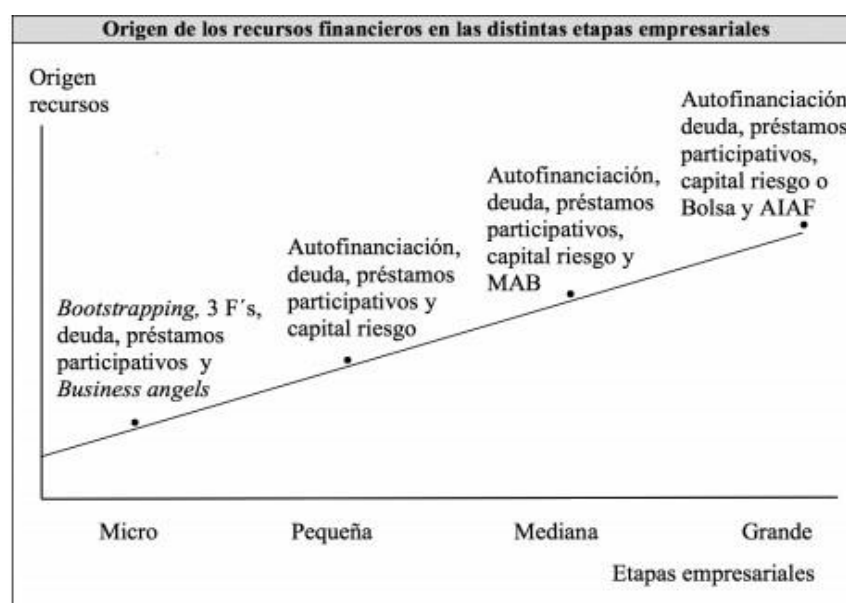 Origen de los recursos financieros en las distintas etapas empresariales
Origen
recursos
Autofinanciación,
deuda, préstamos
participativos,
capital riesgo o
Bolsa y AIAF
Autofinanciación,
deuda, préstamos
participativos,
capital riesgo y
MAB
Autofinanciación,
deuda, préstamos
participativos y
capital riesgo
Bootstrapping, 3 F´s,
deuda, préstamos
participativos y
Business angels
Micro Pequeña Mediana Grande
Etapas empresariales